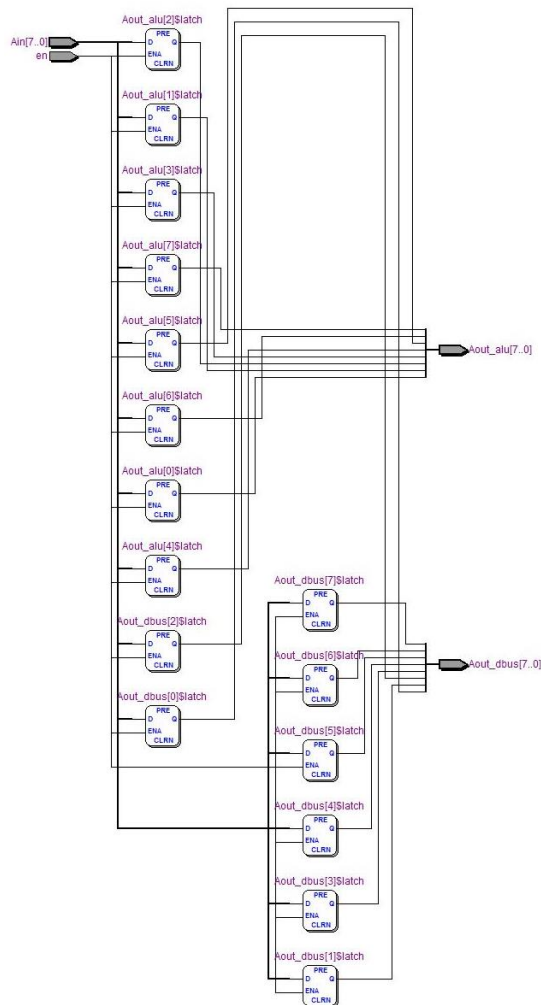 Aout_alu[2]$latch
Ain[7..0]
en
PRE
D Q
ENA
CLRN
Aout_alu[1]$latch
PRE
D Q
ENA
CLRN
Aout_alu[3]$latch
PRE
D Q
ENA
CLRN
Aout_alu[7]$latch
PRE
D Q
ENA
CLRN
Aout_alu[5]$latch
PRE
D Q
ENA
CLRN
Aout_alu[7..0]
Aout_alu[6]$latch
PRE
D Q
ENA
CLRN
Aout_alu[0]$latch
PRE
D Q
ENA
CLRN
Aout_alu[4]$latch
PRE
D Q
ENA
CLRN
Aout_dbus[2]$latch
PRE
D Q
ENA
CLRN
Aout_dbus[0]$latch
PRE
D Q
ENA
CLRN
Aout_dbus[7]$latch
PRE
D Q
ENA
CLRN
Aout_dbus[7..0]
Aout_dbus[6]$latch
PRE
D Q
ENA
CLRN
Aout_dbus[5]$latch
PRE
D Q
ENA
CLRN
Aout_dbus[4]$latch
PRE
D Q
ENA
CLRN
Aout_dbus[3]$latch
PRE
D Q
ENA
CLRN
Aout_dbus[1]$latch
PRE
D Q
ENA
CLRN